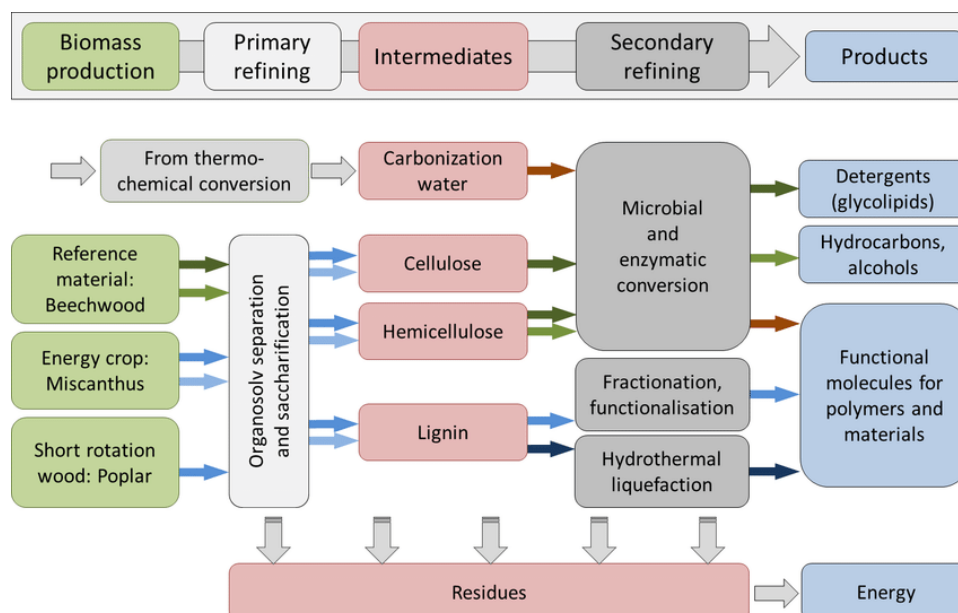 Biomass
production
Primary
refining
Intermediates
Secondary
refining
Products
From thermo-
chemical conversion
Carbonization
water
Microbial
and
enzymatic
conversion
Detergents
(glycolipids)
Hydrocarbons,
alcohols
Reference
material:
Beechwood
Energy crop:
Miscanthus
Short rotation
wood: Poplar
Organosolv separation
and saccharification
Cellulose
Hemicellulose
Lignin
Fractionation,
functionalisation
Hydrothermal
liquefaction
Functional
molecules for
polymers and
materials
Residues
Energy